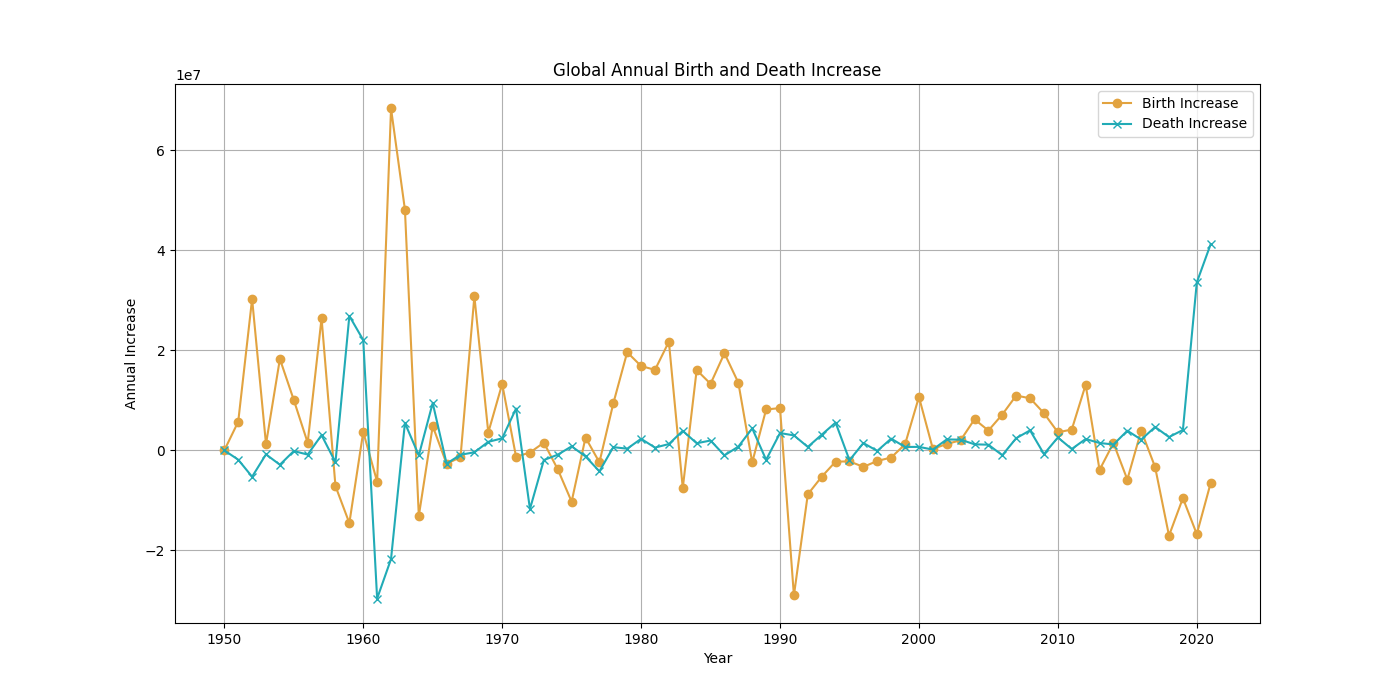 Global Annual Birth and Death Increase
1e7
Birth Increase
Death Increase
6
4
2
0
−2
Annual Increase
1950 1960 1970 1980 1990 2000 2010 2020
Year